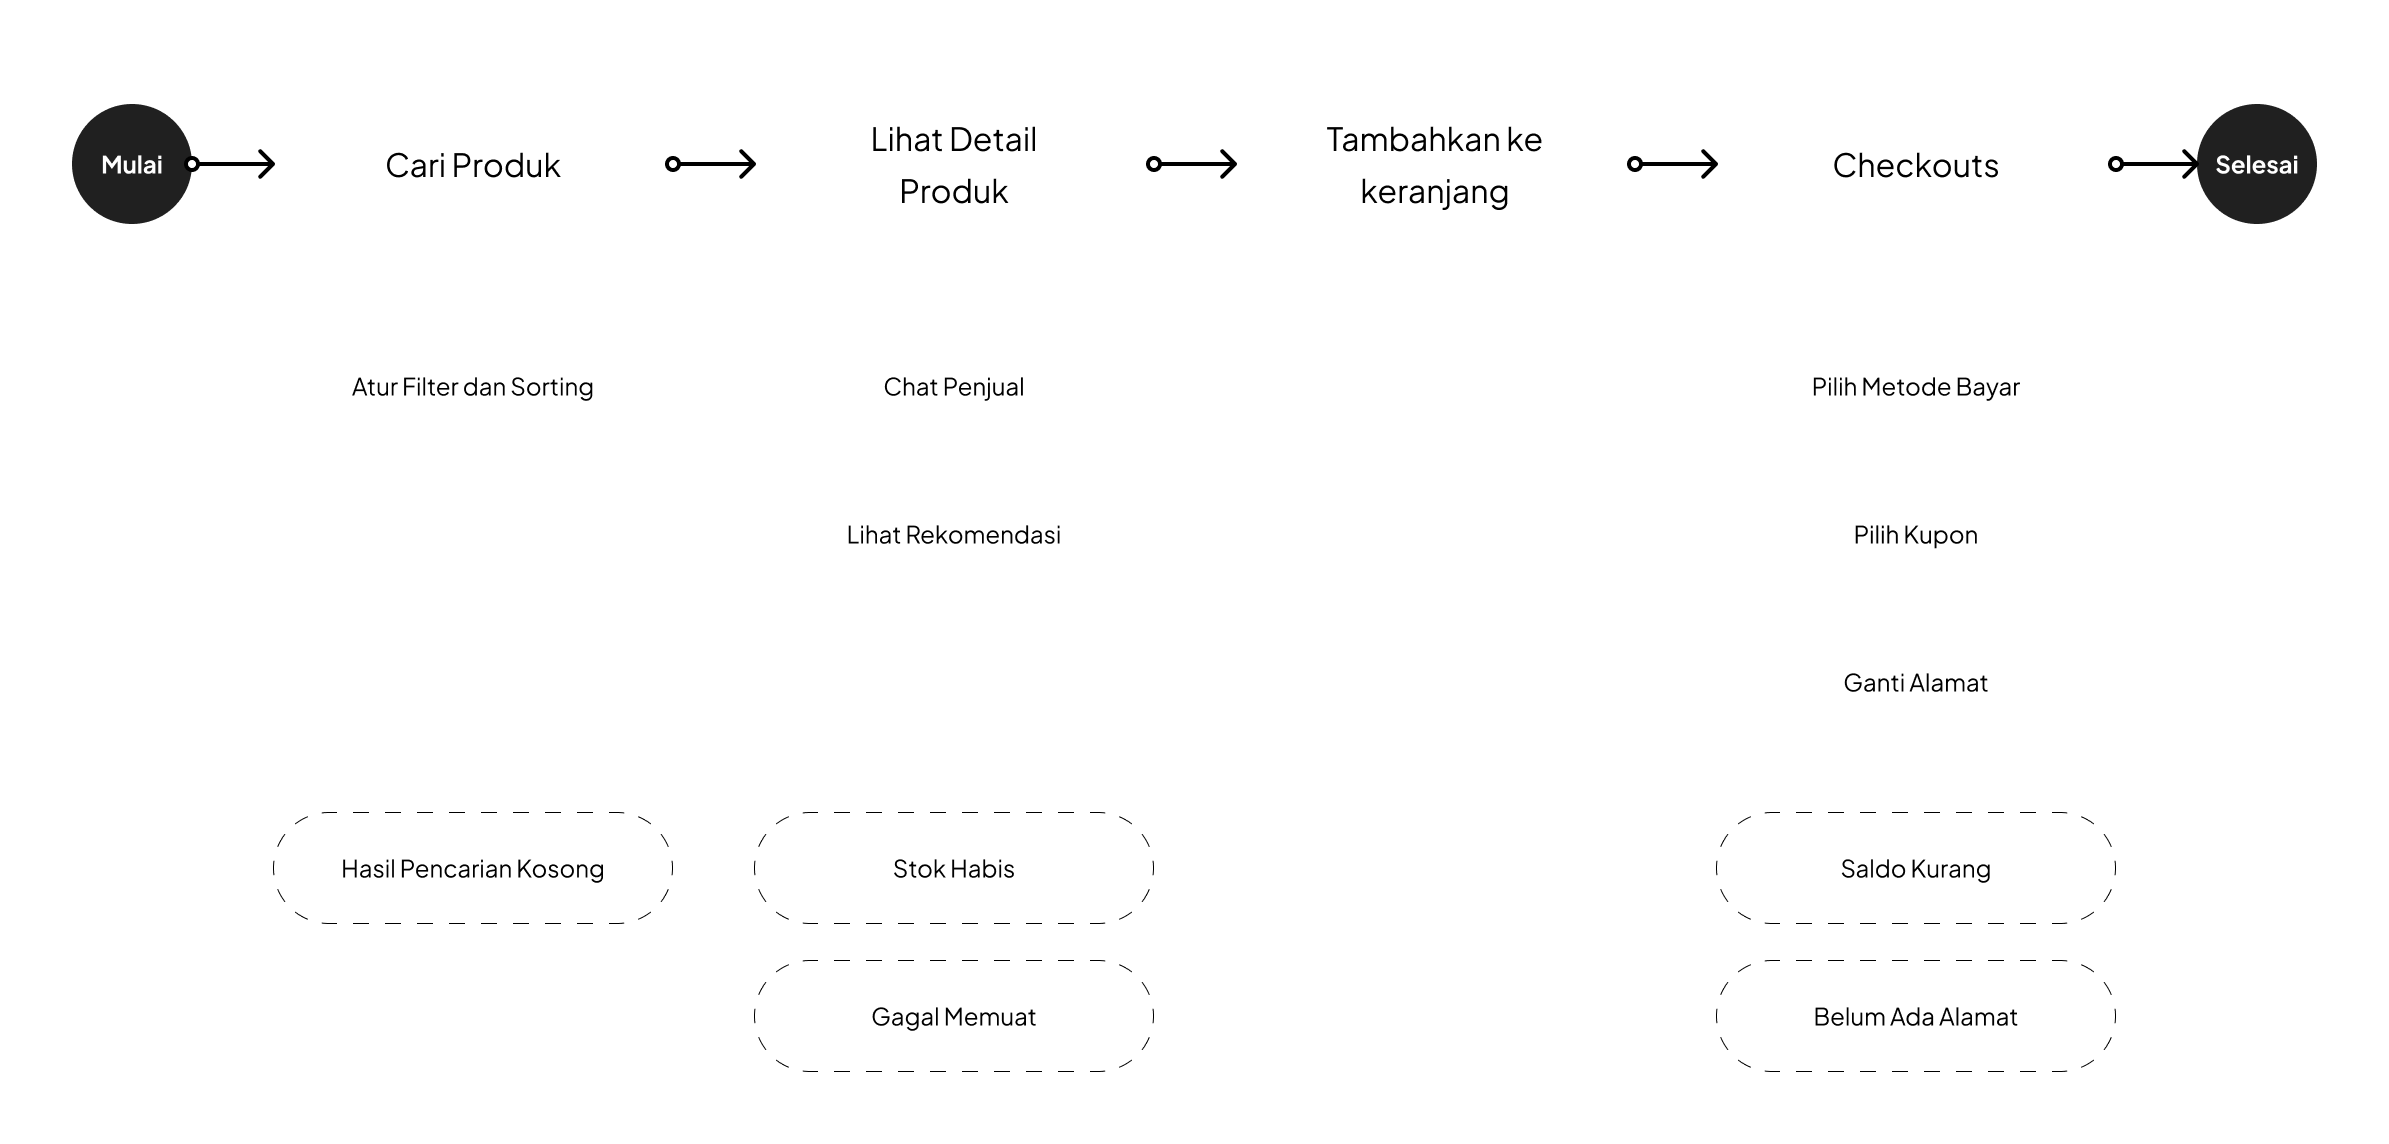 Mulai
Cari Produk
Lihat Detail
Produk
Tambahkan ke
keranjang
Checkouts
Selesai
Atur Filter dan Sorting
Chat Penjual
Pilih Metode Bayar
Lihat Rekomendasi
Pilih Kupon
Ganti Alamat
Hasil Pencarian Kosong
Stok Habis
Saldo Kurang
Gagal Memuat
Belum Ada Alamat